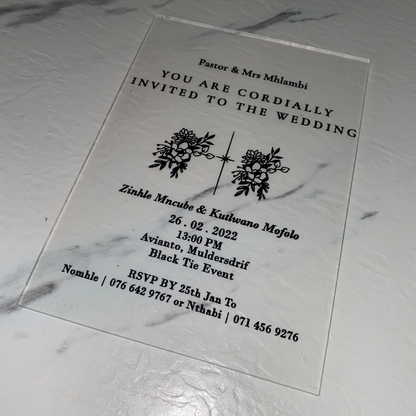 Pastor & Mrs Mhlambi
YOU ARE CORDIALLY
INVITED TO THE WEDDING
Zinhle Mncube & Kutlwano Mofolo
26 . 02 . 2022
13:00 PM
Avianto, Muldersdrif
Black Tie Event
RSVP BY 25th Jan To
Nomhle | 076 642 9767 or Nthabi | 071 456 9276